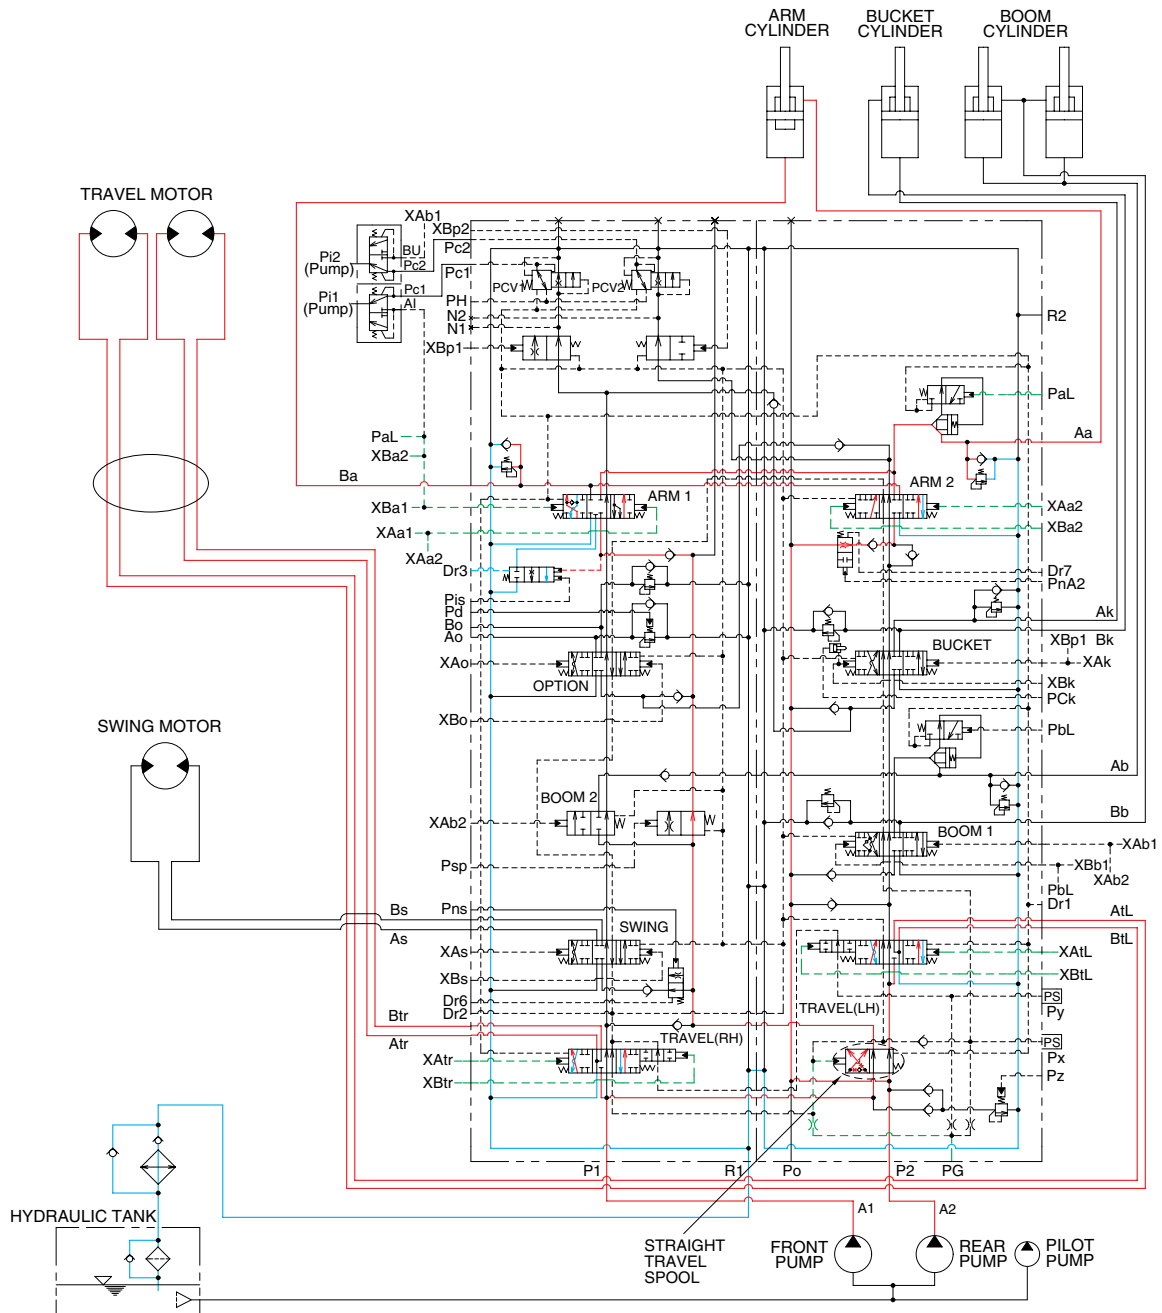 ARM
CYLINDER
BUCKET
CYLINDER
BOOM
CYLINDER
TRAVEL MOTOR
XAb1
XBp2
BU
Pc2
Pc2
Pi2
(Pump)
Pc1
Pc1
Pi1
(Pump)
AI
PCV1
PCV2
PH
N2
N1
XBp1
R2
PaL
Aa
PaL
XBa2
Ba
ARM 1
ARM 2
XBa1
XAa2
XAa1
XBa2
XAa2
Dr3
Dr7
PnA2
Pis
Pd
Bo
Ao
Ak
XBp1
Bk
BUCKET
XAo
XAk
OPTION
XBk
PCk
XBo
PbL
SWING MOTOR
Ab
BOOM 2
XAb2
Bb
BOOM 1
XAb1
Psp
XBb1
XAb2
PbL
Dr1
Pns
Bs
AtL
SWING
As
BtL
XAs
XAtL
XBs
XBtL
Dr6
Dr2
PS
Py
TRAVEL(LH)
Btr
TRAVEL(RH)
Atr
PS
Px
XAtr
Pz
XBtr
P1
R1
Po
P2
PG
A1
A2
HYDRAULIC TANK
STRAIGHT
TRAVEL
SPOOL
FRONT
PUMP
REAR
PUMP
PILOT
PUMP